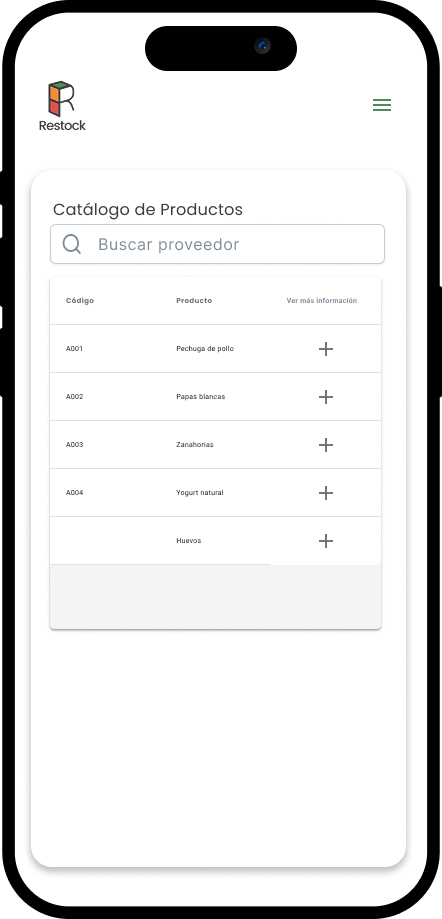 Restock
Catálogo de Productos
Buscar proveedor
Código Producto Ver más información
A001 Pechuga de pollo
A002 Papas blancas
A003 Zanahorias
A004 Yogurt natural
Huevos